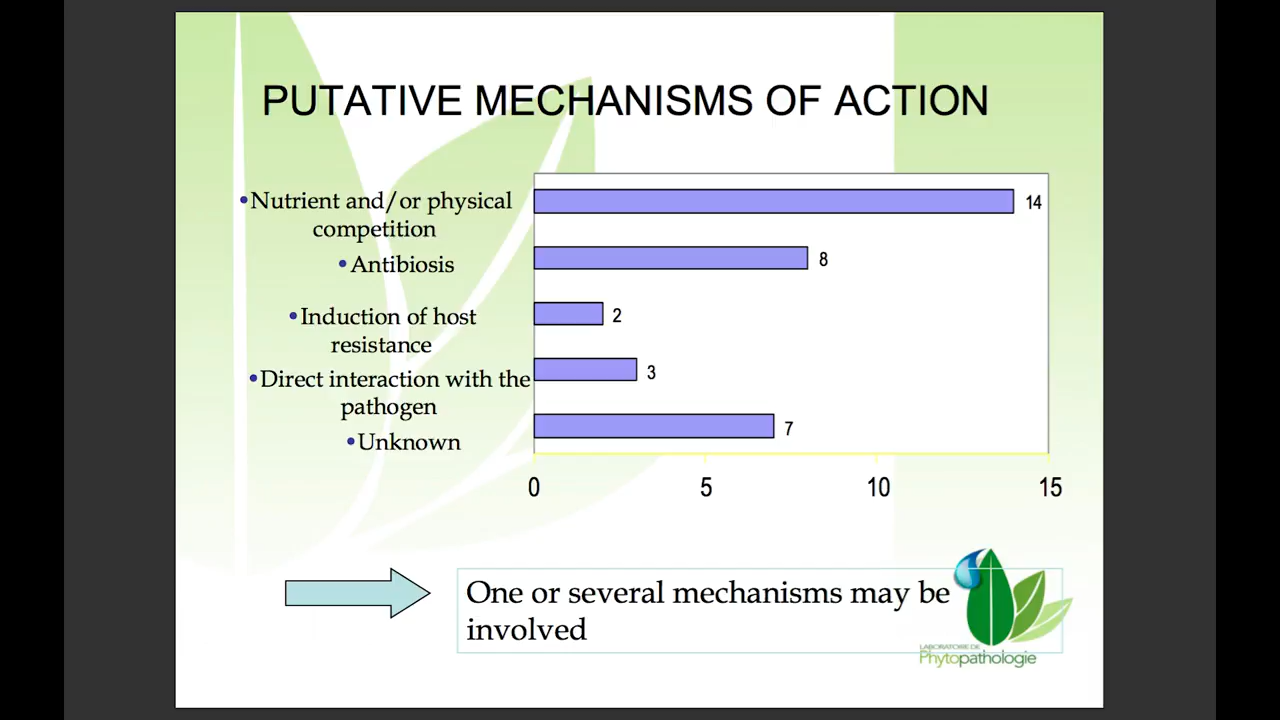 PUTATIVE MECHANISMS OF ACTION
•Nutrient and/or physical
competition
14
•Antibiosis
8
•Induction of host
resistance
2
•Direct interaction with the
pathogen
3
•Unknown
7
0 5 10 15
One or several mechanisms may be
involved
LABORATOIRE DE
Phytopathologie